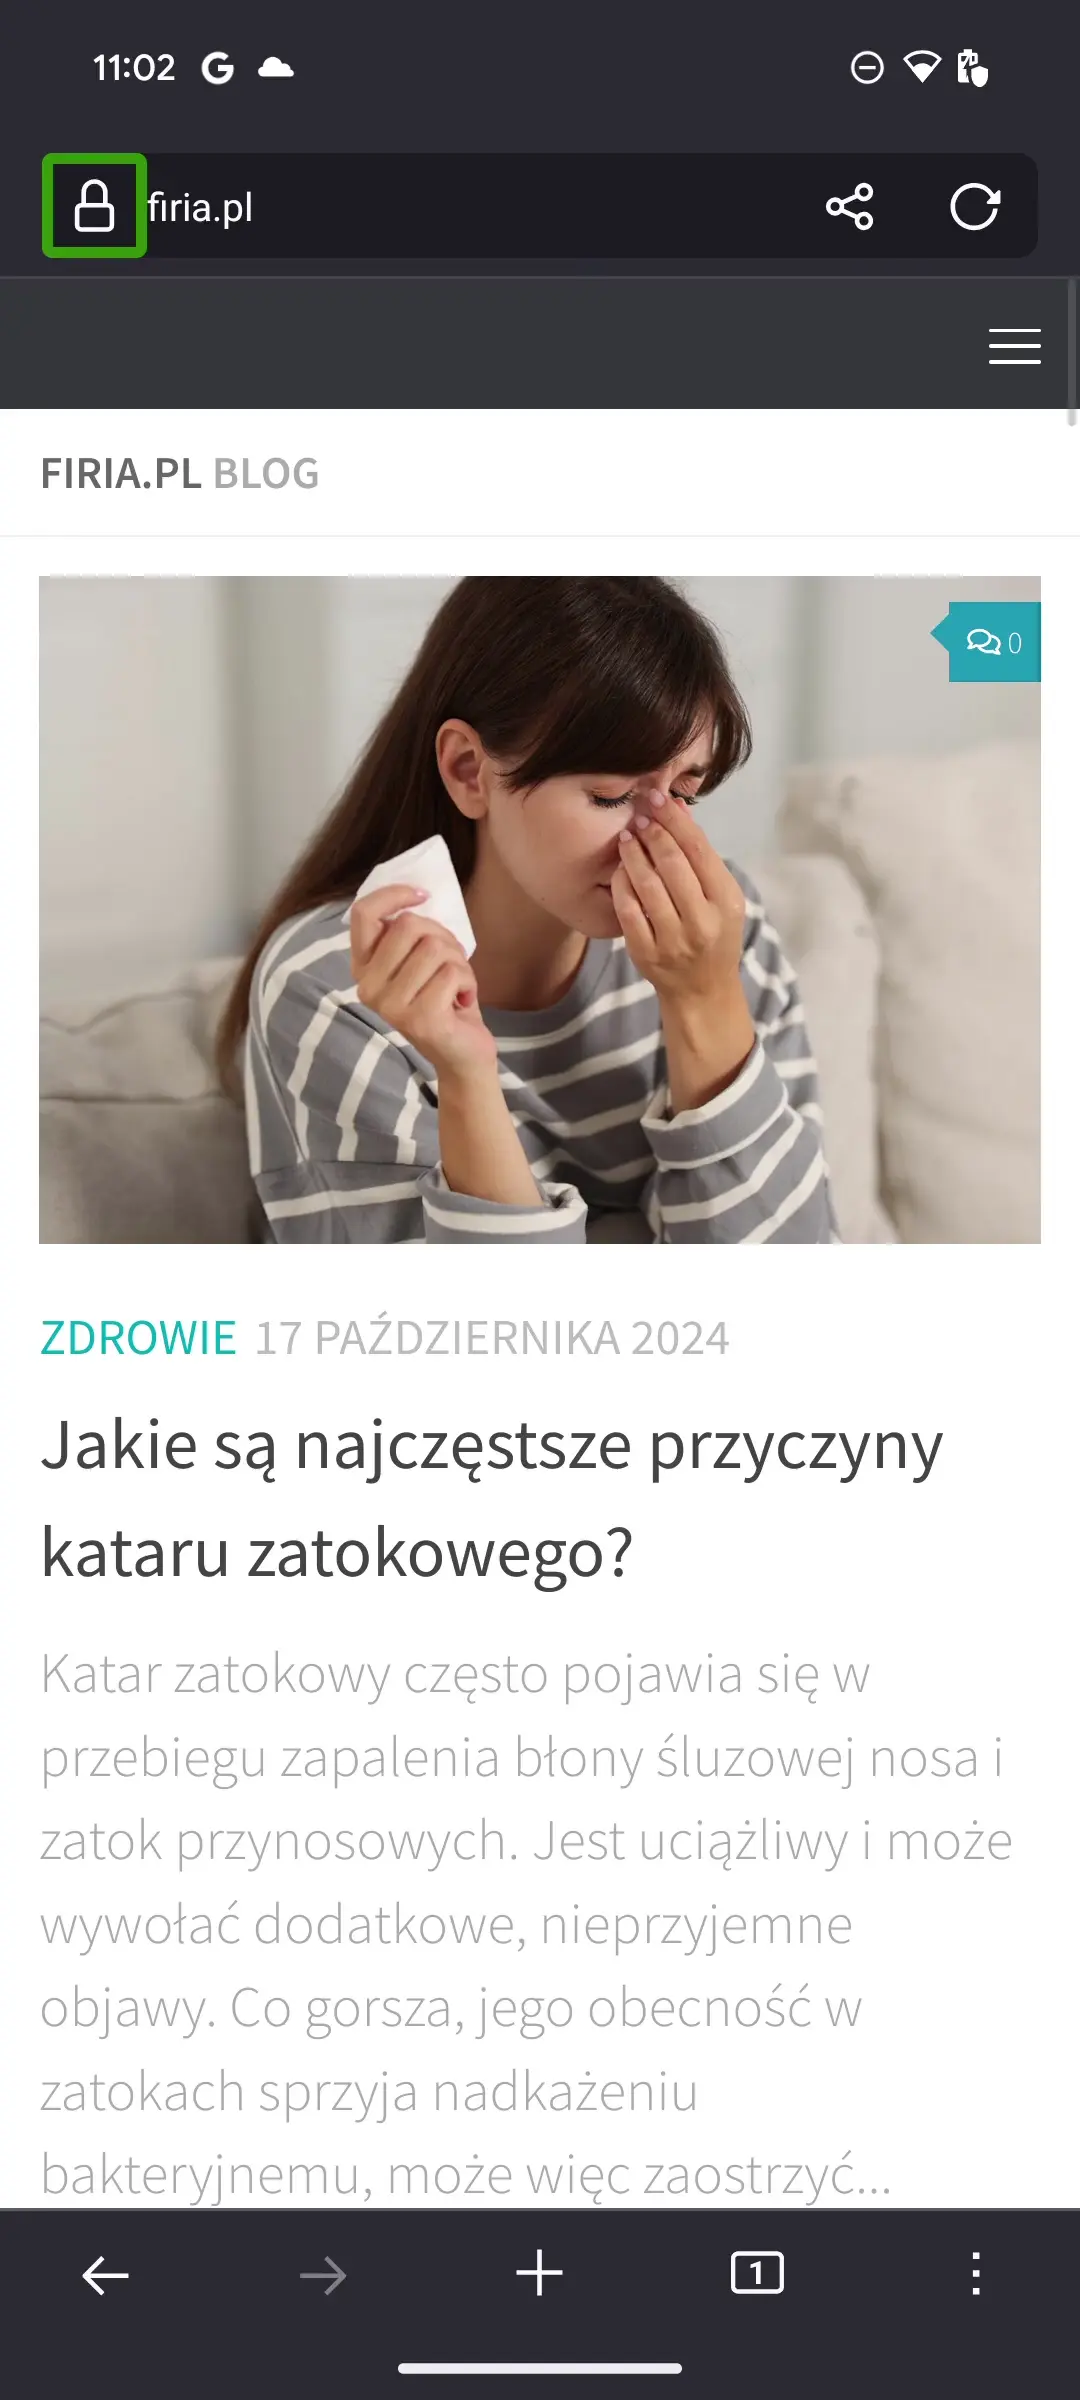 11:02
firia.pl
FIRIA.PL BLOG
0
ZDROWIE 17 PAŹDZIERNIKA 2024
Jakie są najczęstsze przyczyny
kataru zatokowego?
Katar zatokowy często pojawia się w
przebiegu zapalenia błony śluzowej nosa i
zatok przynosowych. Jest uciążliwy i może
wywołać dodatkowe, nieprzyjemne
objawy. Co gorsza, jego obecność w
zatokach sprzyja nadkażeniu
bakteryjnemu, może więc zaostrzyć...
1